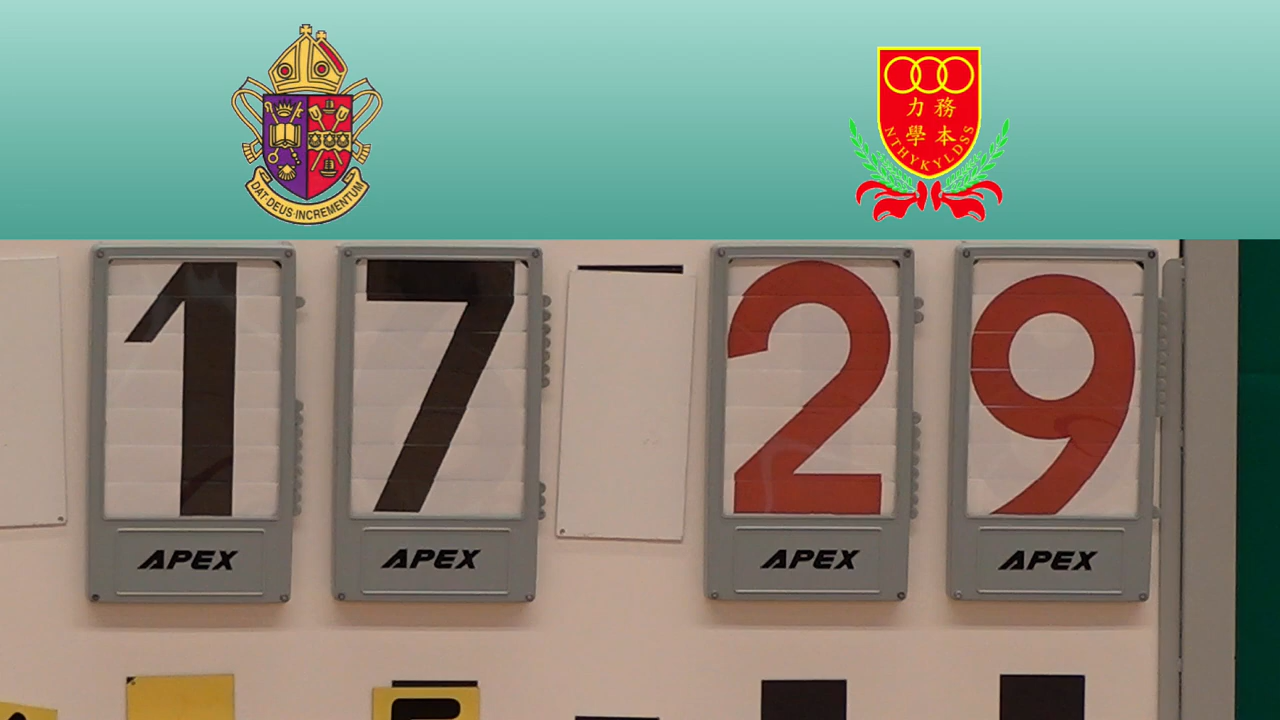 DAT·DEUS·INCREMENTUM
力務
學本
NTHYKYLDSS
17
29
APEX
APEX
APEX
APEX